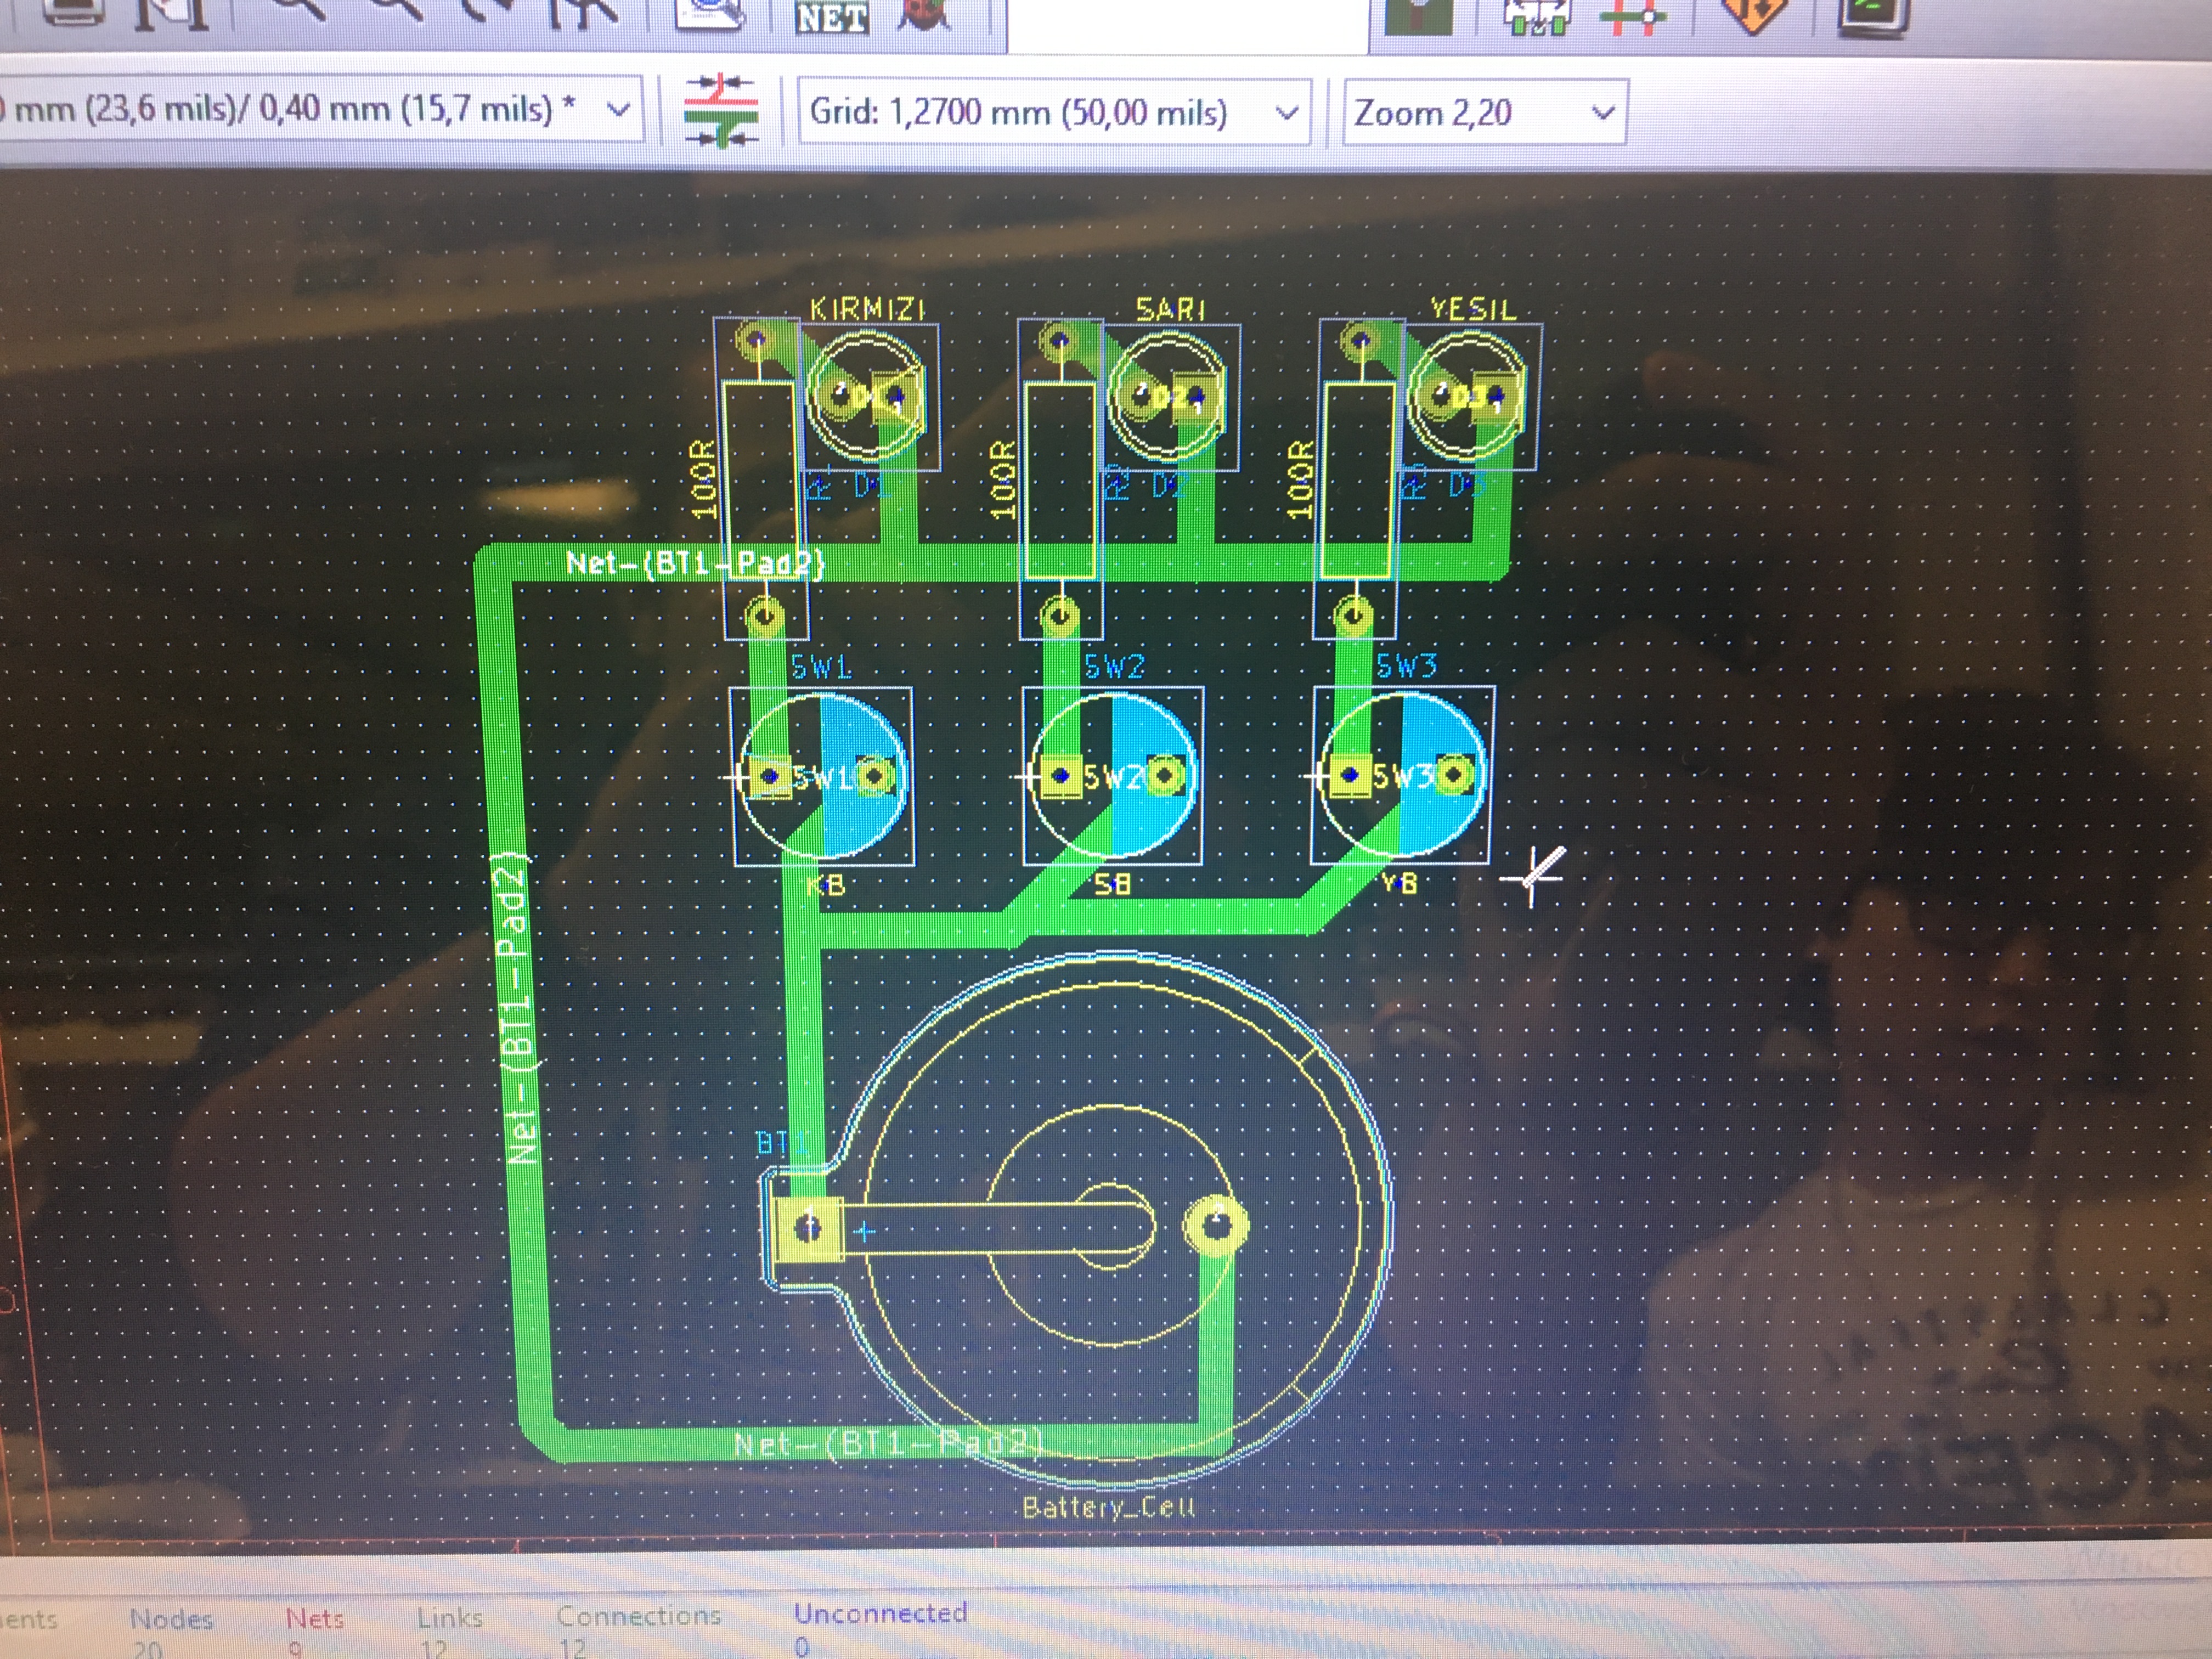 NET
mm (23,6 mils)/ 0,40 mm (15,7 mils) *
Grid: 1,2700 mm (50,00 mils)
Zoom 2,20
KIRMIZI
SARI
YESIL
D2
D3
100R
100R
100R
D1
D2
D3
Net-(BT1-Pad2)
SW1
SW2
SW3
SW1
SW2
SW3
KB
SB
YB
Net-(BT1-Pad2)
BT1
+
Net-(BT1-Pad2)
Battery_Cell
Nodes
Nets
Links
Connections
Unconnected
20
9
12
12
0